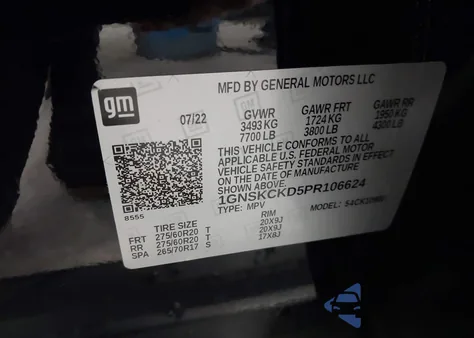 gm
MFD BY GENERAL MOTORS LLC
07/22 GVWR GAWR FRT GAWR RR
3493 KG 1724 KG 1950 KG
7700 LB 3800 LB 4300 LB
THIS VEHICLE CONFORMS TO ALL
APPLICABLE U.S. FEDERAL MOTOR
VEHICLE SAFETY STANDARDS IN EFFECT
ON THE DATE OF MANUFACTURE
SHOWN ABOVE.
1GNSKCKD5PR106624
TYPE: MPV MODEL:
8555
TIRE SIZE RIM
FRT 275/60R20 T 20X9J
RR 275/60R20 T 20X9J
SPA 265/70R17 S 17X8J